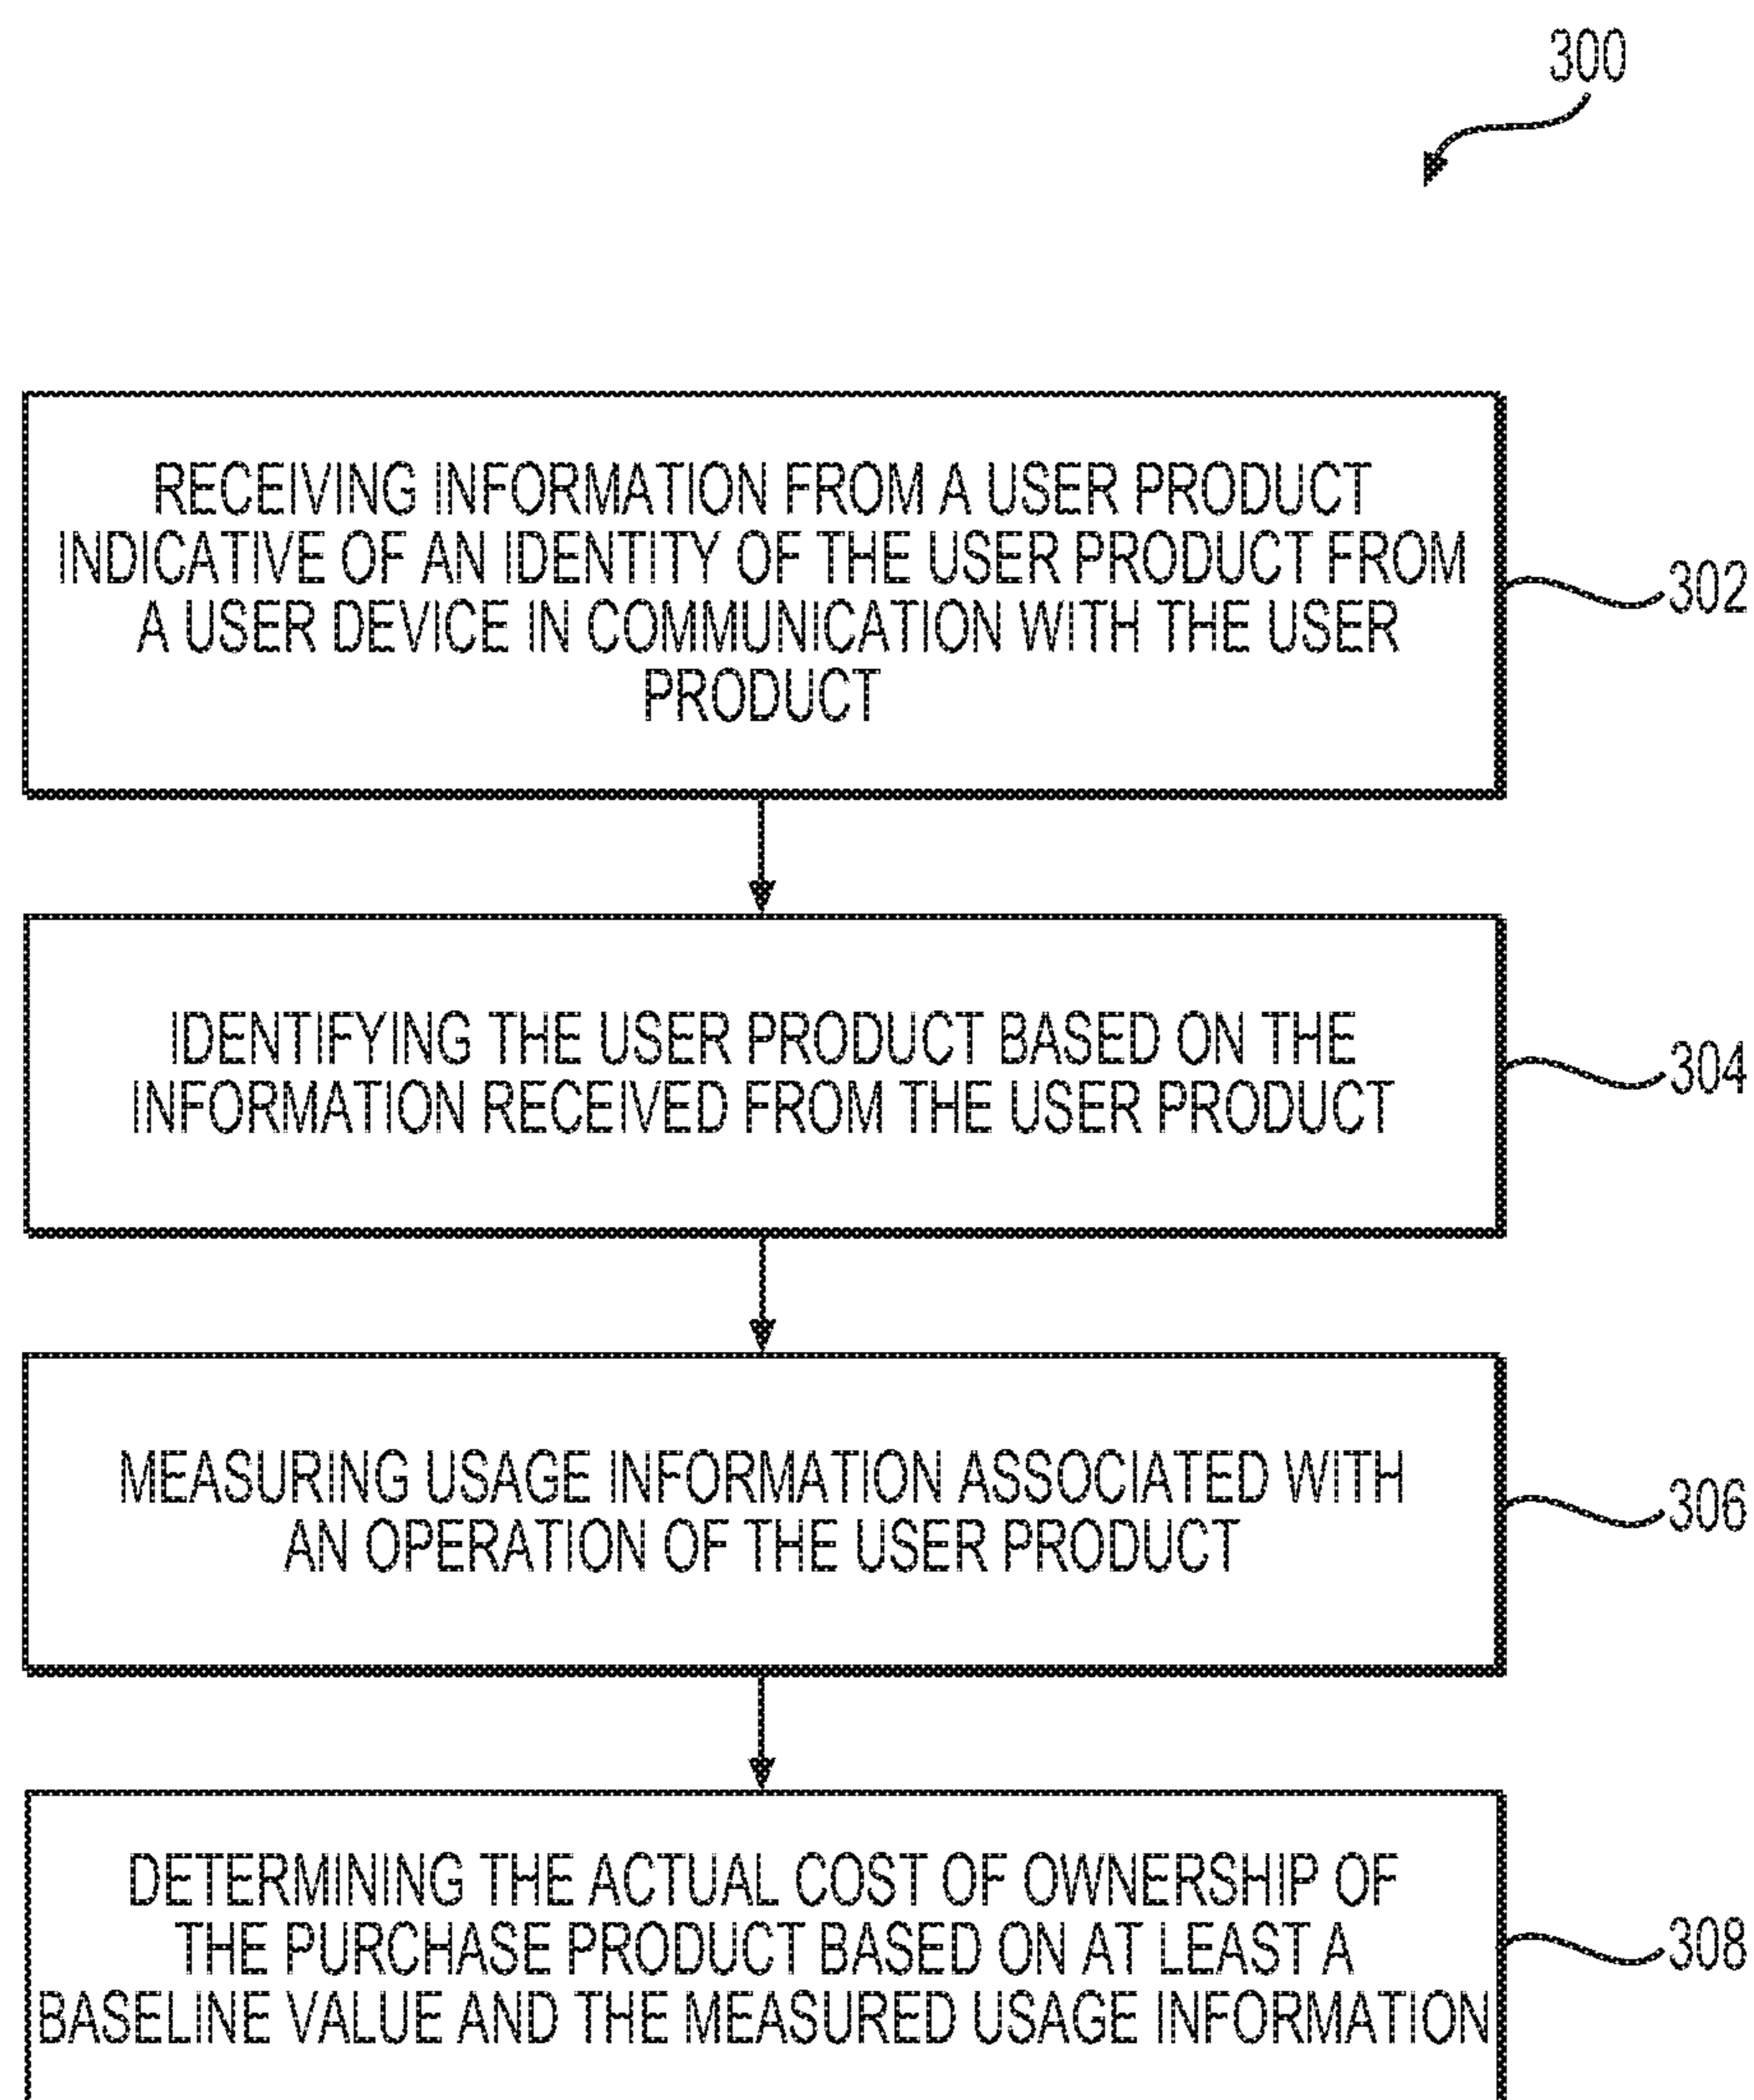 300
RECEIVING INFORMATION FROM A USER PRODUCT
INDICATIVE OF AN IDENTITY OF THE USER PRODUCT FROM
A USER DEVICE IN COMMUNICATION WITH THE USER
PRODUCT
302
IDENTIFYING THE USER PRODUCT BASED ON THE
INFORMATION RECEIVED FROM THE USER PRODUCT
304
MEASURING USAGE INFORMATION ASSOCIATED WITH
AN OPERATION OF THE USER PRODUCT
306
DETERMINING THE ACTUAL COST OF OWNERSHIP OF
THE PURCHASE PRODUCT BASED ON AT LEAST A
BASELINE VALUE AND THE MEASURED USAGE INFORMATION
308